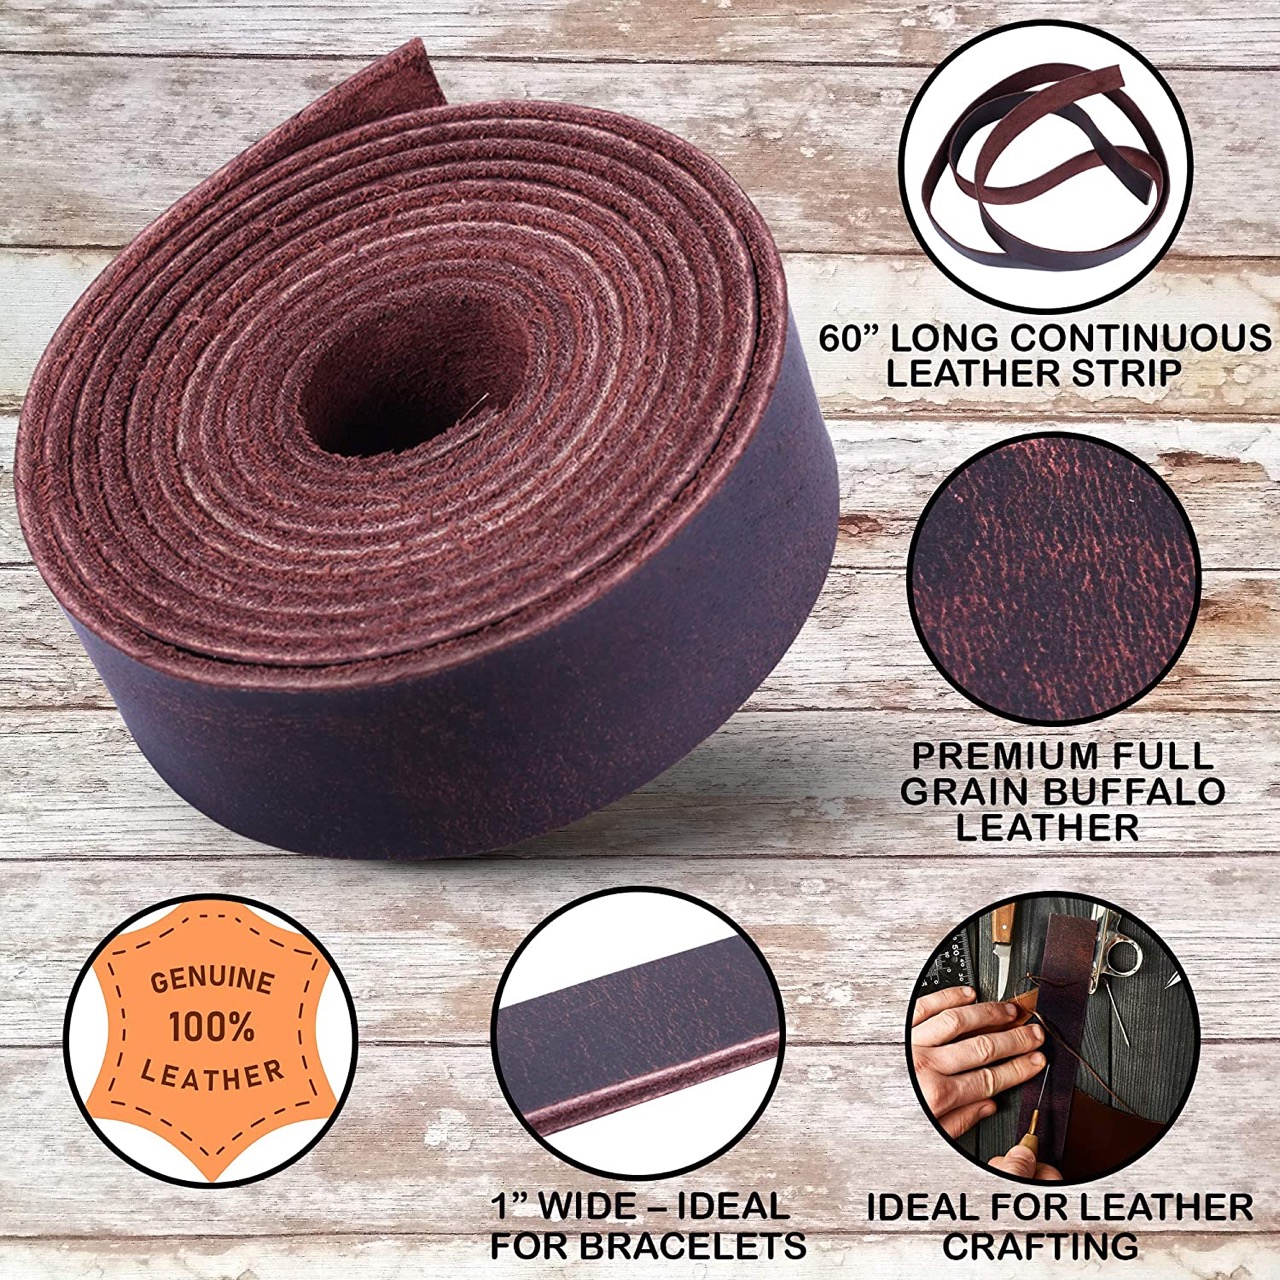 60” LONG CONTINUOUS
LEATHER STRIP
PREMIUM FULL
GRAIN BUFFALO
LEATHER
GENUINE
100%
LEATHER
1” WIDE – IDEAL
FOR BRACELETS
IDEAL FOR LEATHER
CRAFTING